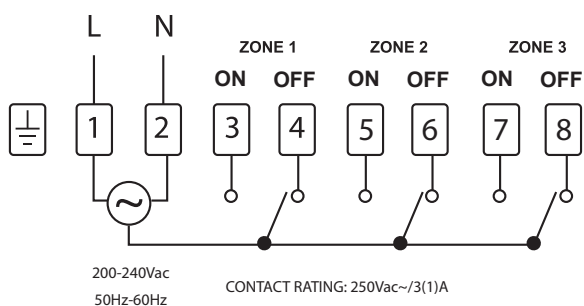 L N
ZONE 1 ZONE 2 ZONE 3
ON OFF ON OFF ON OFF
1 2 3 4 5 6 7 8
~
200-240Vac
50Hz-60Hz
CONTACT RATING: 250Vac~/3(1)A